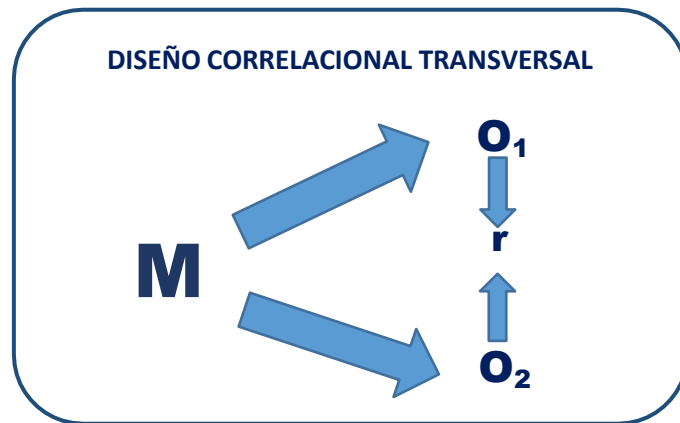 DISEÑO CORRELACIONAL TRANSVERSAL
O₁
r
M
O₂